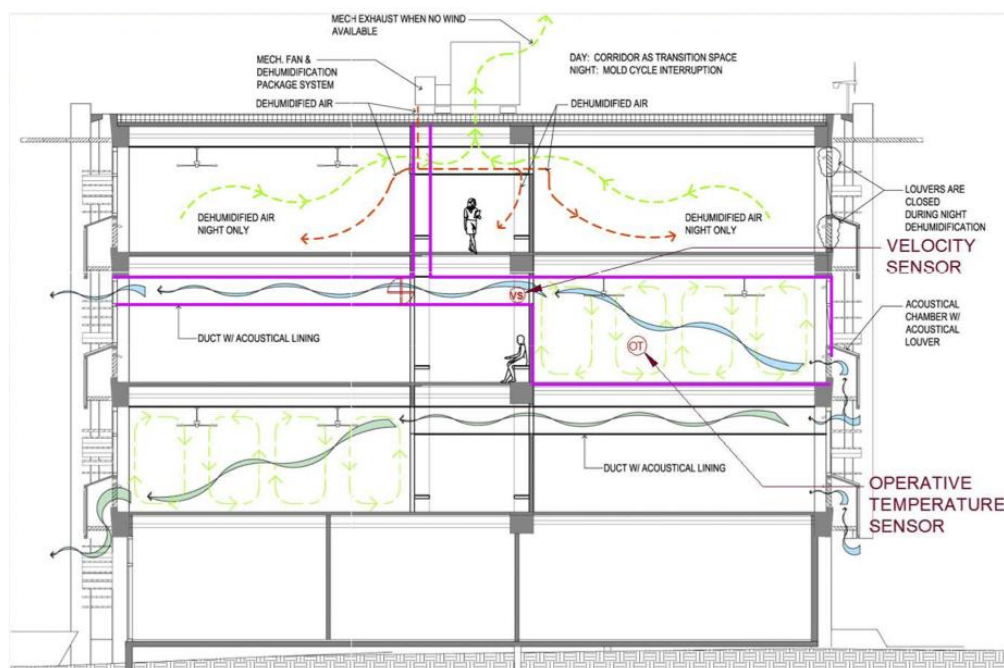 MECH EXHAUST WHEN NO WIND
AVAILABLE
MECH. FAN &
DEHUMIDIFICATION
PACKAGE SYSTEM
DAY: CORRIDOR AS TRANSITION SPACE
NIGHT: MOLD CYCLE INTERRUPTION
DEHUMIDIFIED AIR
DEHUMIDIFIED AIR
DEHUMIDIFIED AIR
NIGHT ONLY
DEHUMIDIFIED AIR
NIGHT ONLY
LOUVERS ARE
CLOSED
DURING NIGHT
DEHUMIDIFICATION
VELOCITY
SENSOR
VS
DUCT W/ ACOUSTICAL LINING
OT
ACOUSTICAL
CHAMBER W/
ACOUSTICAL
LOUVER
DUCT W/ ACOUSTICAL LINING
OPERATIVE
TEMPERATURE
SENSOR